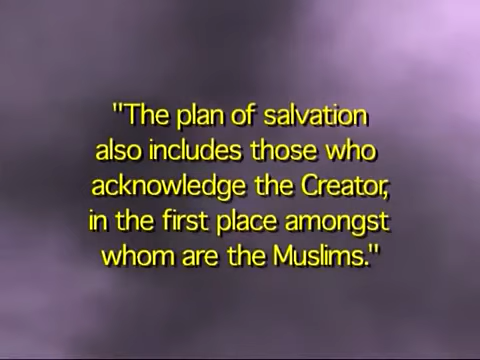 "The plan of salvation
also includes those who
acknowledge the Creator,
in the first place amongst
whom are the Muslims."